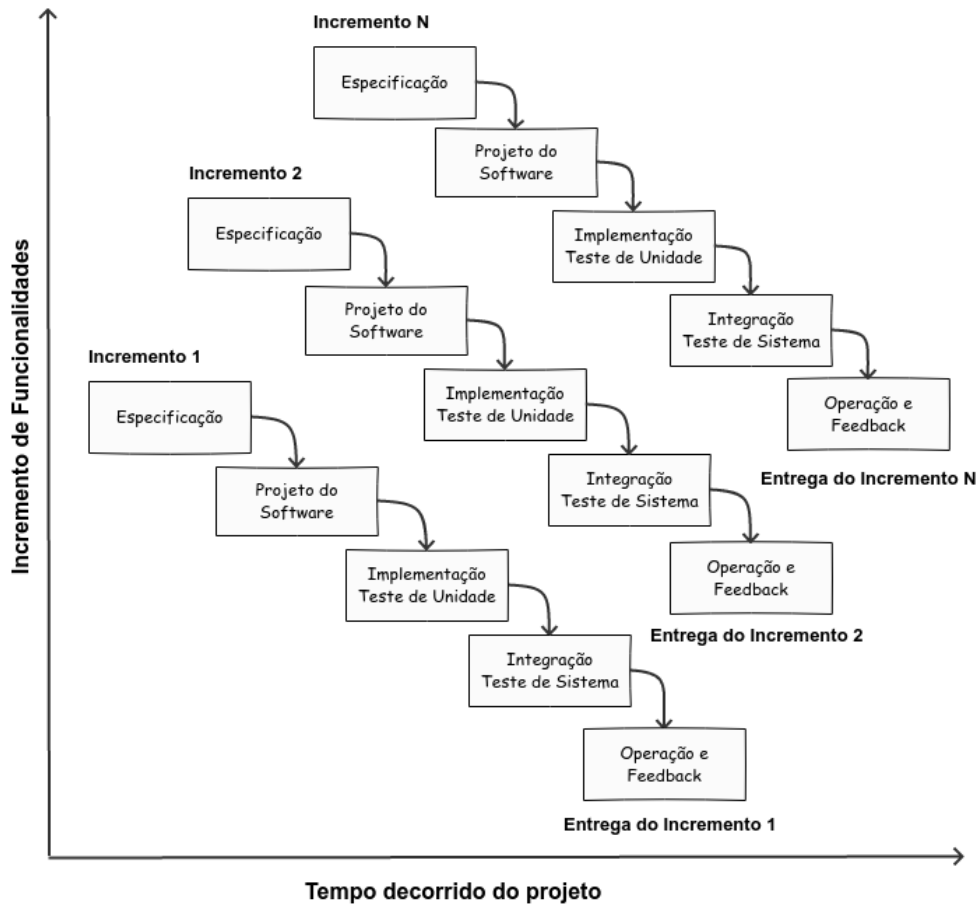 Incremento N
Especificação
Projeto do
Software
Implementação
Teste de Unidade
Integração
Teste de Sistema
Operação e
Feedback
Entrega do Incremento N
Incremento 2
Especificação
Projeto do
Software
Implementação
Teste de Unidade
Integração
Teste de Sistema
Operação e
Feedback
Entrega do Incremento 2
Incremento 1
Especificação
Projeto do
Software
Implementação
Teste de Unidade
Integração
Teste de Sistema
Operação e
Feedback
Entrega do Incremento 1
Incremento de Funcionalidades
Tempo decorrido do projeto